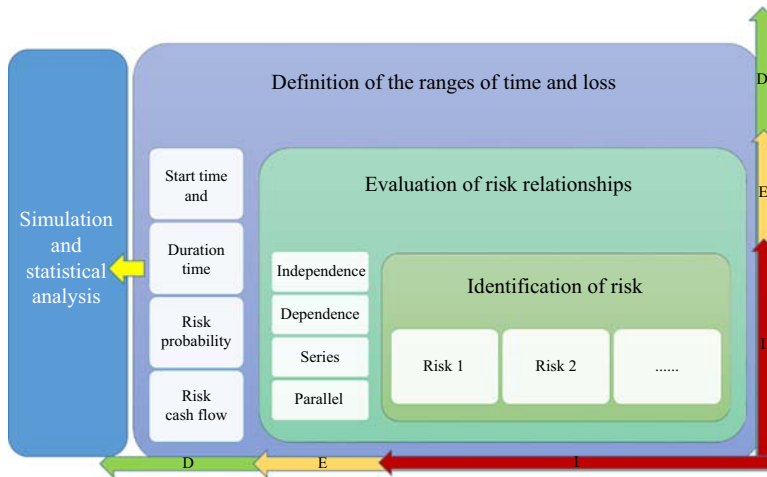 Definition of the ranges of time and loss
Simulation
and
statistical
analysis
Start time
and
Duration
time
Risk
probability
Risk
cash flow
Evaluation of risk relationships
Independence
Dependence
Series
Parallel
Identification of risk
Risk 1
Risk 2
......
D
E
I
D
E
I